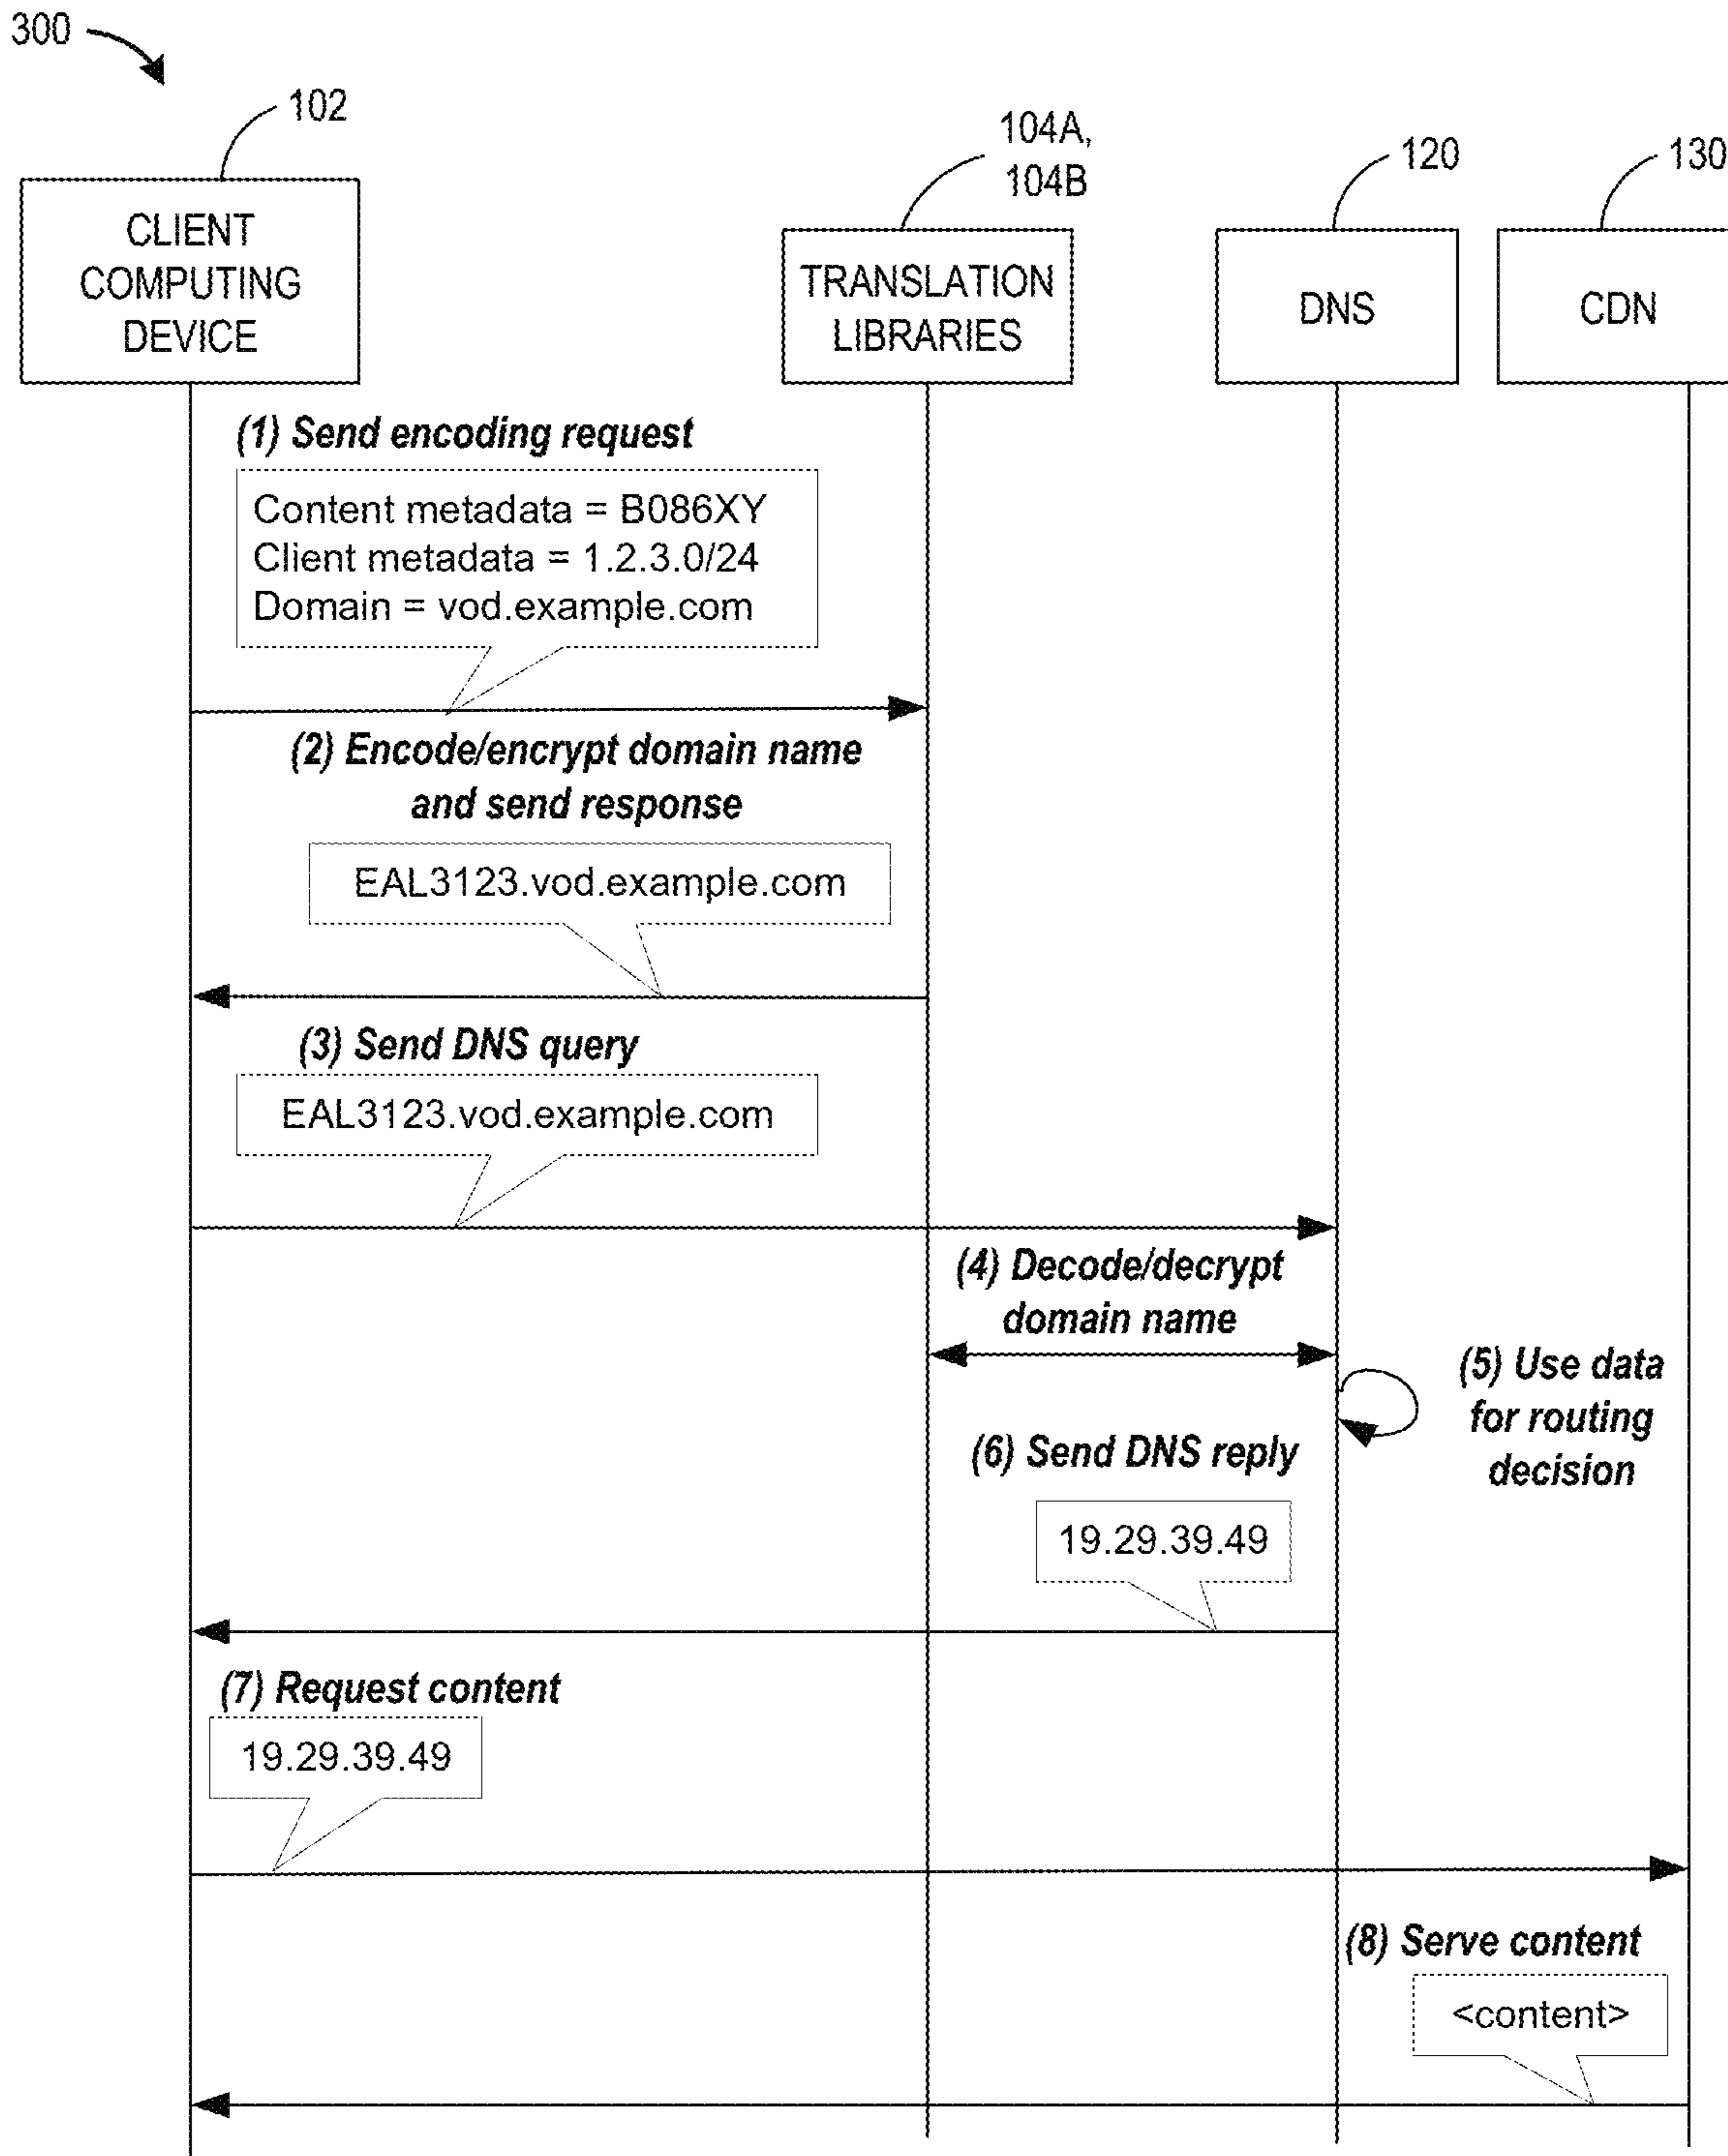 300
102
104A,
104B
120
130
CLIENT
COMPUTING
DEVICE
TRANSLATION
LIBRARIES
DNS
CDN
(1) Send encoding request
Content metadata = B086XY
Client metadata = 1.2.3.0/24
Domain = vod.example.com
(2) Encode/encrypt domain name
and send response
EAL3123.vod.example.com
(3) Send DNS query
EAL3123.vod.example.com
(4) Decode/decrypt
domain name
(5) Use data
for routing
decision
(6) Send DNS reply
19.29.39.49
(7) Request content
19.29.39.49
(8) Serve content
<content>